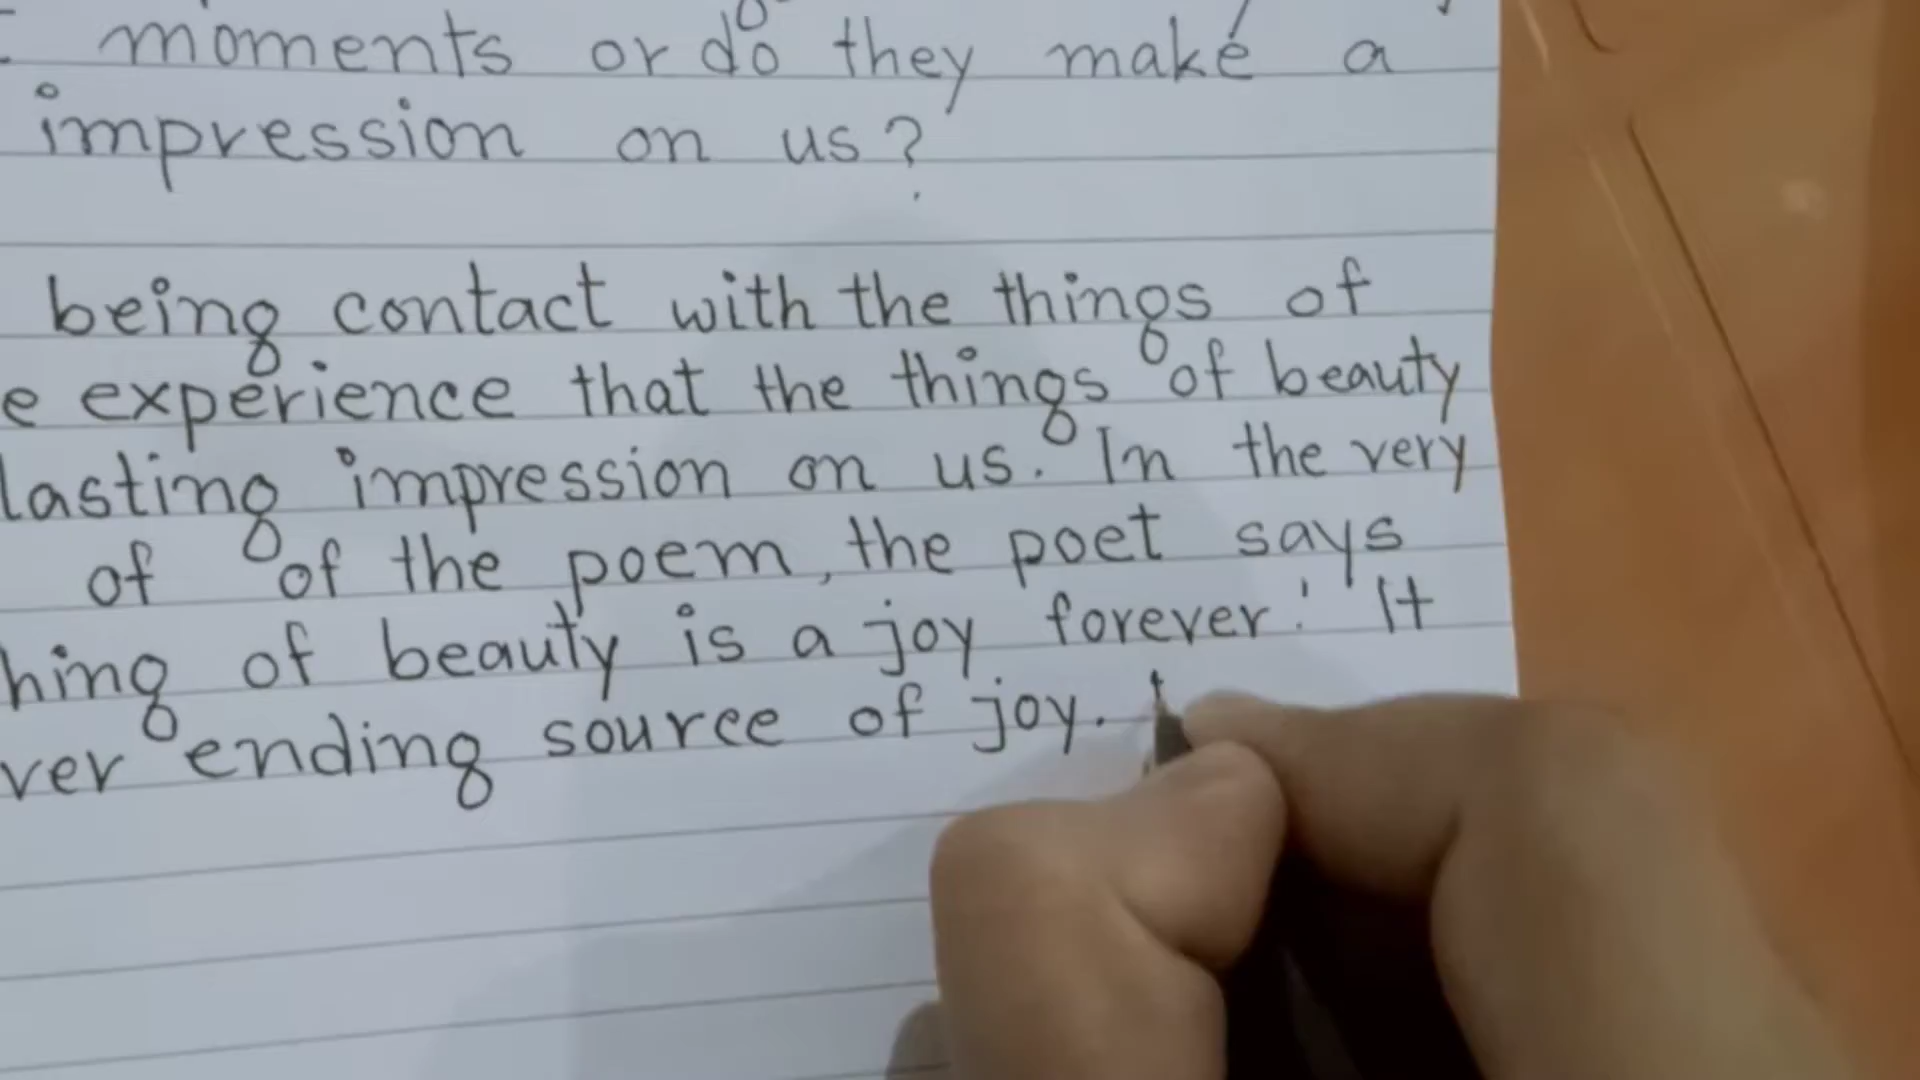 moments or do they make a
impression on us?
being contact with the things of
e experience that the things of beauty
lasting impression on us. In the very
of of the poem, the poet says
hing of beauty is a joy forever.' It
ver ending source of joy.